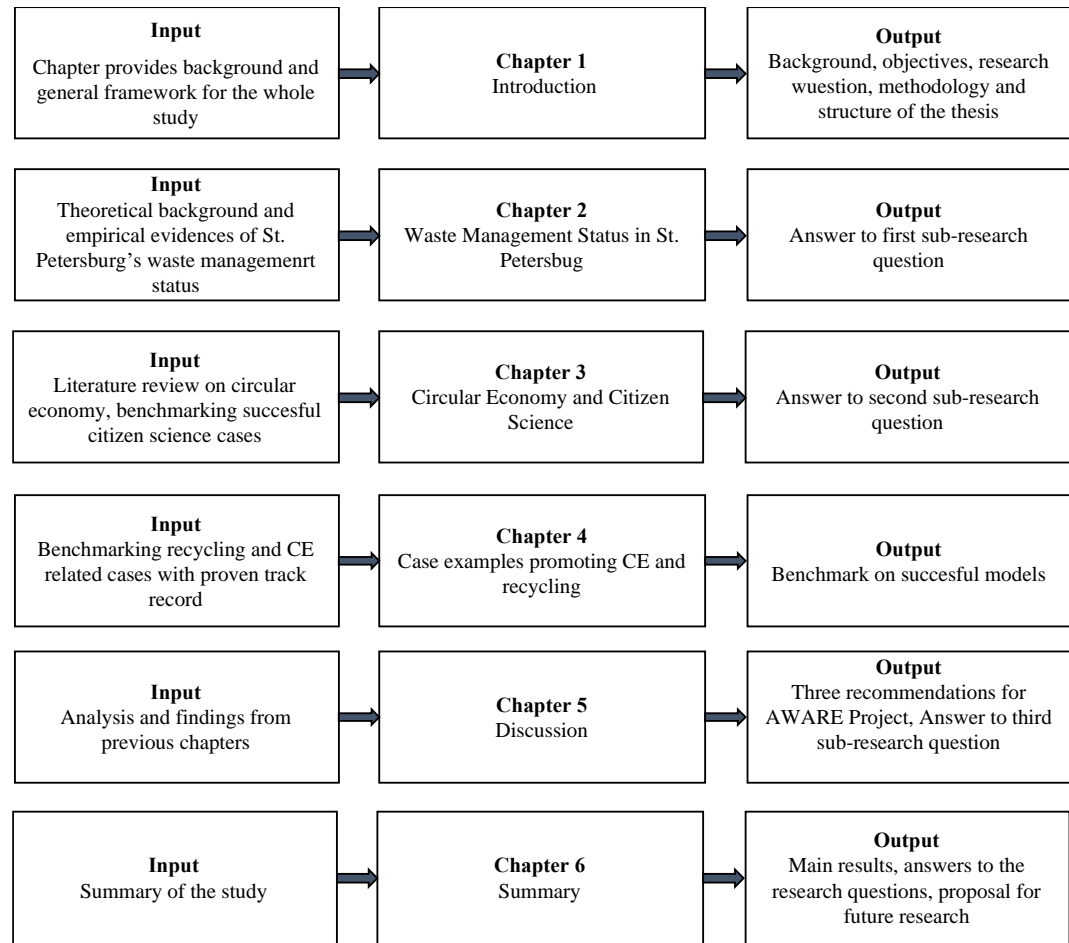 Input
Chapter provides background and
general framework for the whole
study
Chapter 1
Introduction
Output
Background, objectives, research
wuestion, methodology and
structure of the thesis
Input
Theoretical background and
empirical evidences of St.
Petersburg's waste managemenrt
status
Chapter 2
Waste Management Status in St.
Petersbug
Output
Answer to first sub-research
question
Input
Literature review on circular
economy, benchmarking succesful
citizen science cases
Chapter 3
Circular Economy and Citizen
Science
Output
Answer to second sub-research
question
Input
Benchmarking recycling and CE
related cases with proven track
record
Chapter 4
Case examples promoting CE and
recycling
Output
Benchmark on succesful models
Input
Analysis and findings from
previous chapters
Chapter 5
Discussion
Output
Three recommendations for
AWARE Project, Answer to third
sub-research question
Input
Summary of the study
Chapter 6
Summary
Output
Main results, answers to the
research questions, proposal for
future research